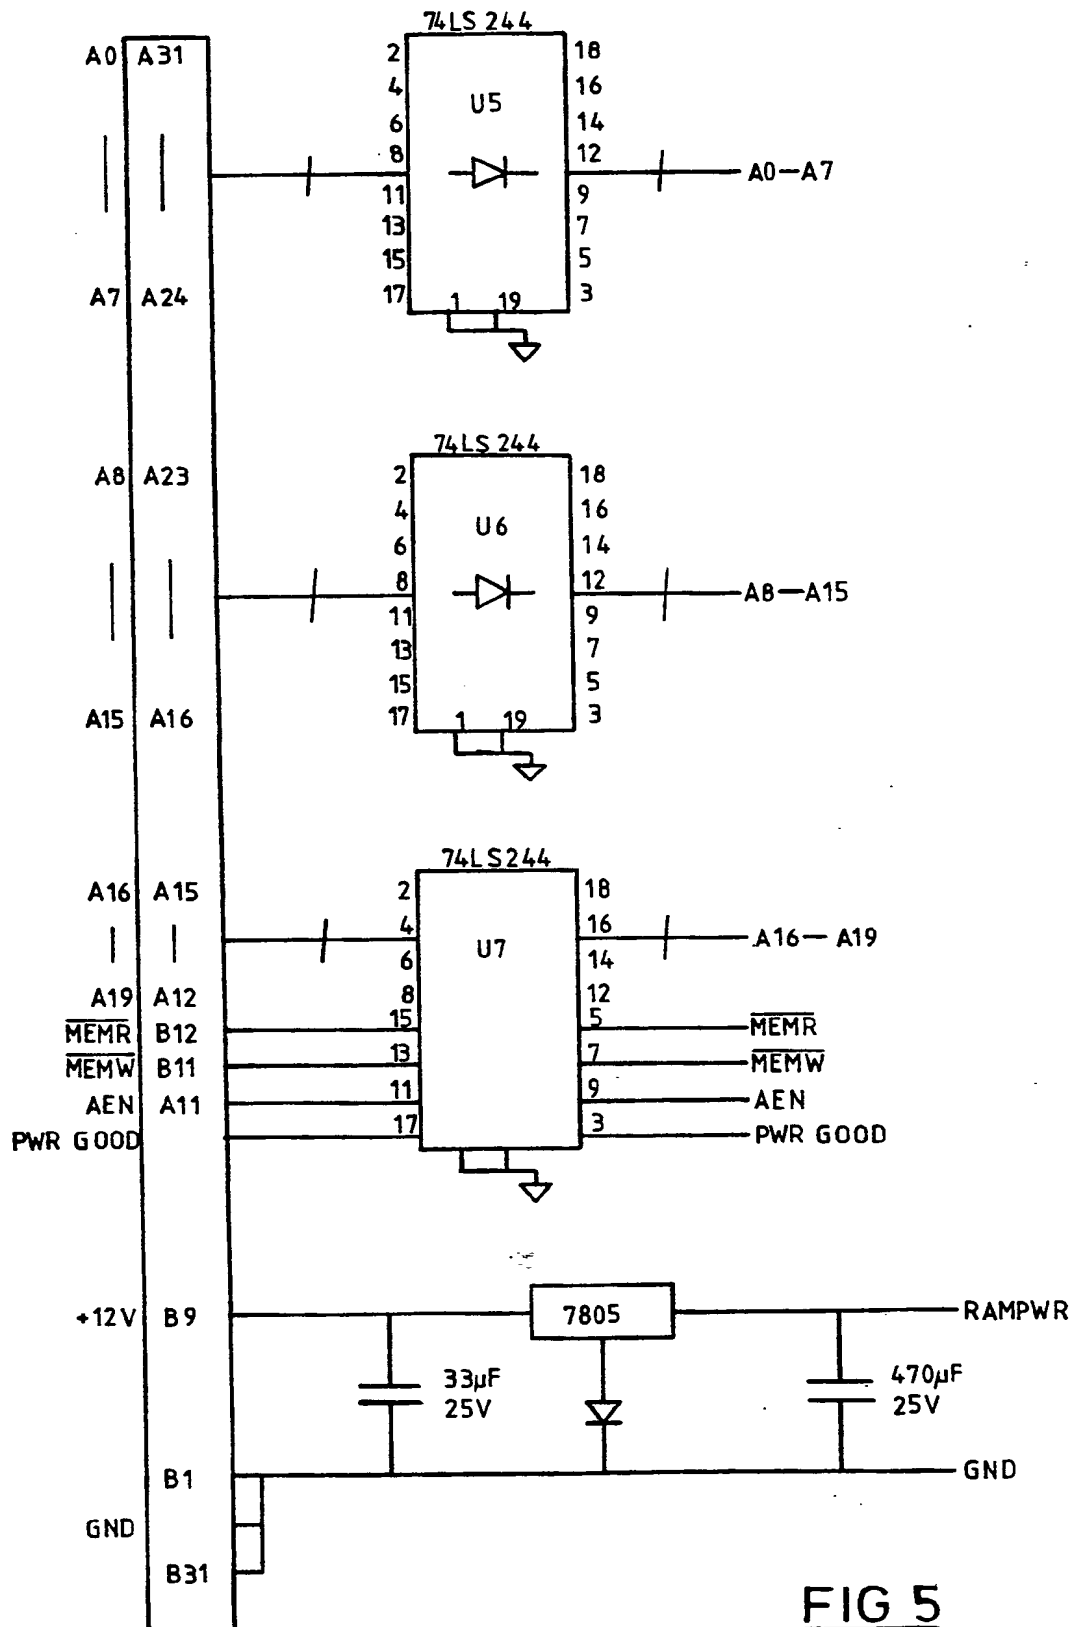 74LS 244
A0 A31 2 18
4 16
U5
6 14
8 12
A0—A7
11 9
13 7
15 5
A7 A24 17 1 19 3
74LS 244
A8 A23 2 18
4 16
U6
6 14
8 12
A8—A15
11 9
13 7
15 5
A15 A16 17 1 19 3
74LS244
A16 A15 2 18
4 16 A16—A19
U7
6 14
A19 A12 8 12
MEMR B12 15 5 MEMR
MEMW B11 13 7 MEMW
AEN A11 11 9 AEN
PWR GOOD 17 3 PWR GOOD
+12V B9 7805 RAMPWR
33µF 470µF
25V 25V
B1 GND
GND
B31
FIG 5